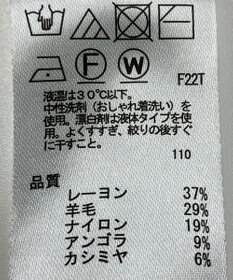 F W
F22T
液温は30℃以下。
中性洗剤(おしゃれ着洗い)を
使用。漂白剤は液体タイプを使
用。よくすすぎ、絞りの後すぐ
に干すこと。
110
品質
レーヨン 37%
羊毛 29%
ナイロン 19%
アンゴラ 9%
カシミヤ 6%